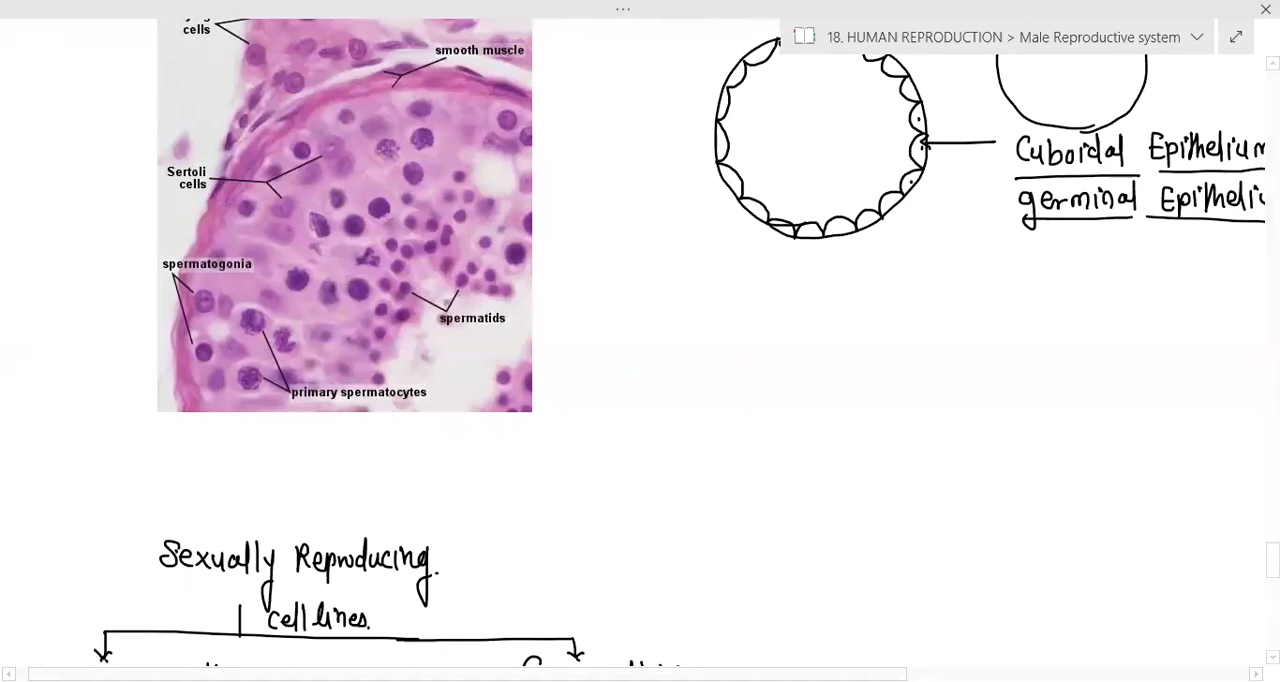 18. HUMAN REPRODUCTION > Male Reproductive system
cells
smooth muscle
Sertoli
cells
spermatogonia
spermatids
primary spermatocytes
Cuboidal Epithelium
germinal
Sexually Reproducing.
cell lines.